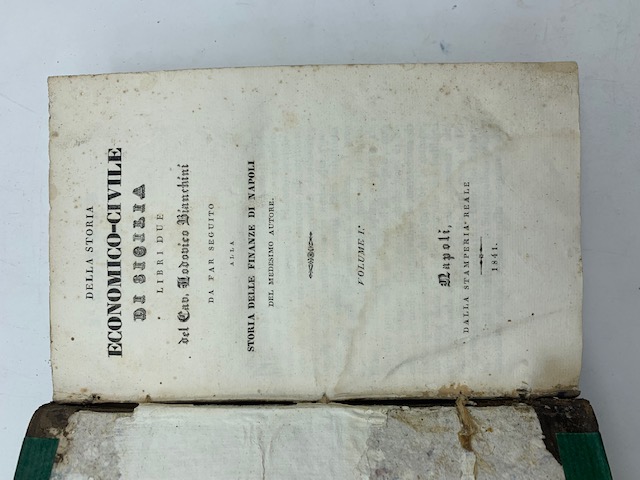 DELLA STORIA
ECONOMICO-CIVILE
DI SICILIA
LIBRI DUE
del Cav. Lodovico Bianchini
DA FAR SEGUITO
ALLA
STORIA DELLE FINANZE DI NAPOLI
DEL MEDESIMO AUTORE.
VOLUME I.°
Napoli,
DALLA STAMPERIA REALE
1841.